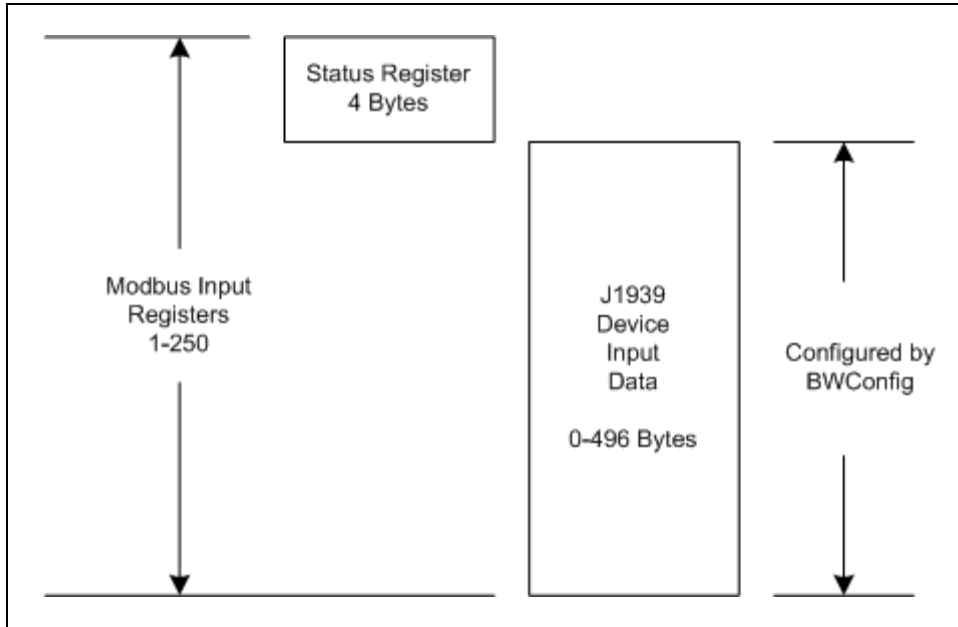 Status Register
4 Bytes
Modbus Input
Registers
1-250
J1939
Device
Input
Data
0-496 Bytes
Configured by
BWConfig